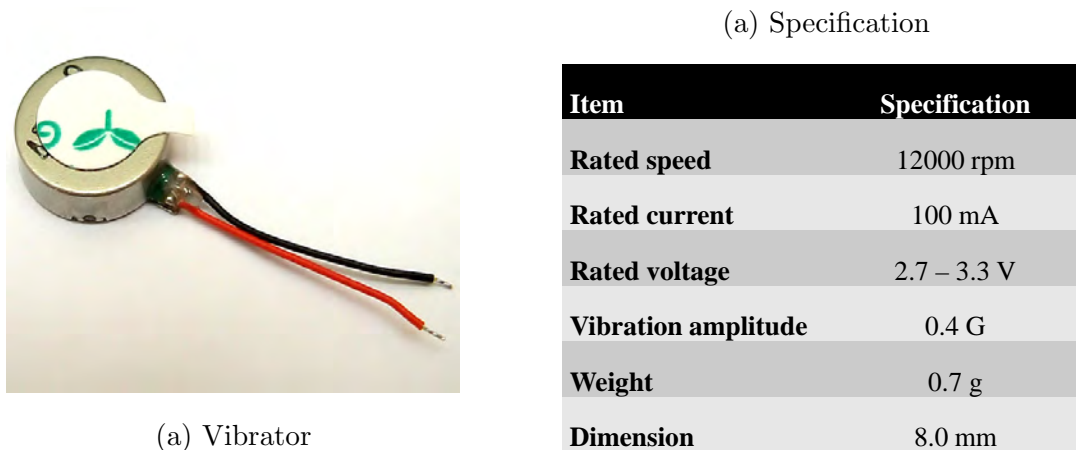 (a) Specification
Item Specification
Rated speed 12000 rpm
Rated current 100 mA
Rated voltage 2.7 – 3.3 V
Vibration amplitude 0.4 G
Weight 0.7 g
Dimension 8.0 mm
(a) Vibrator